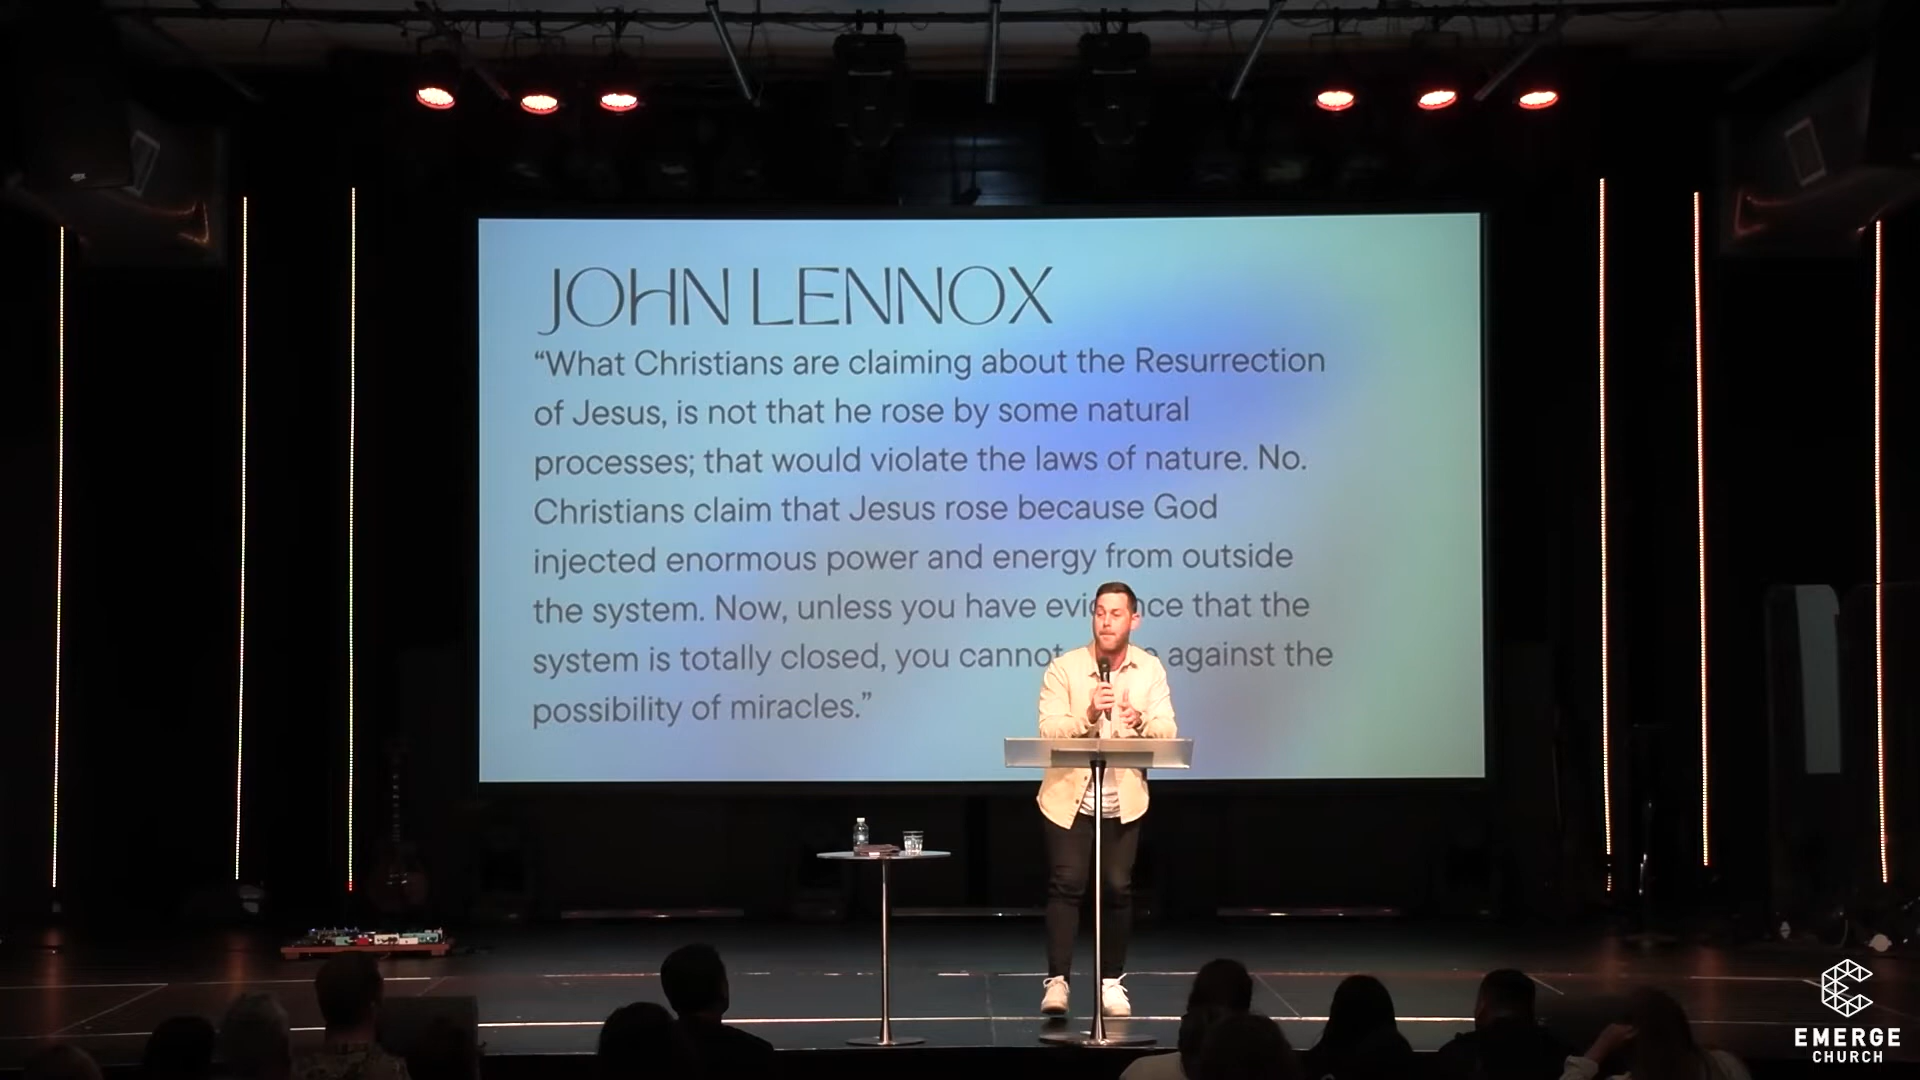 JOHN LENNOX
“What Christians are claiming about the Resurrection
of Jesus, is not that he rose by some natural
processes; that would violate the laws of nature. No.
Christians claim that Jesus rose because God
injected enormous power and energy from outside
the system. Now, unless you have that the
system is totally closed, you cannot against the
possibility of miracles.”
EMERGE
CHURCH